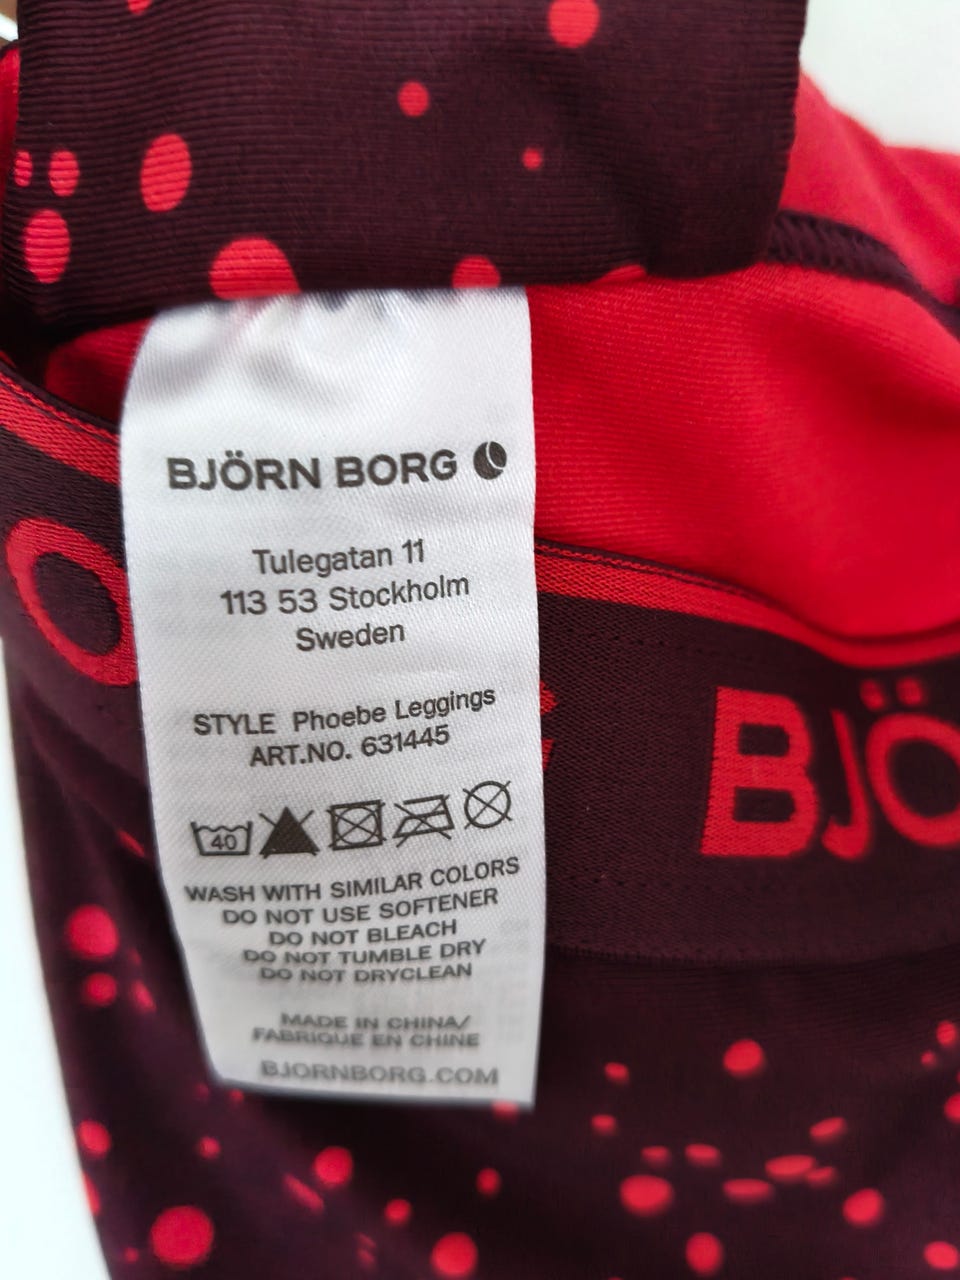 BJÖRN BORG
Tulegatan 11
113 53 Stockholm
Sweden
STYLE Phoebe Leggings
ART.NO. 631445
40
WASH WITH SIMILAR COLORS
DO NOT USE SOFTENER
DO NOT BLEACH
DO NOT TUMBLE DRY
DO NOT DRYCLEAN
MADE IN CHINA/
FABRIQUE EN CHINE
BJORNBORG.COM
O
BJÖ